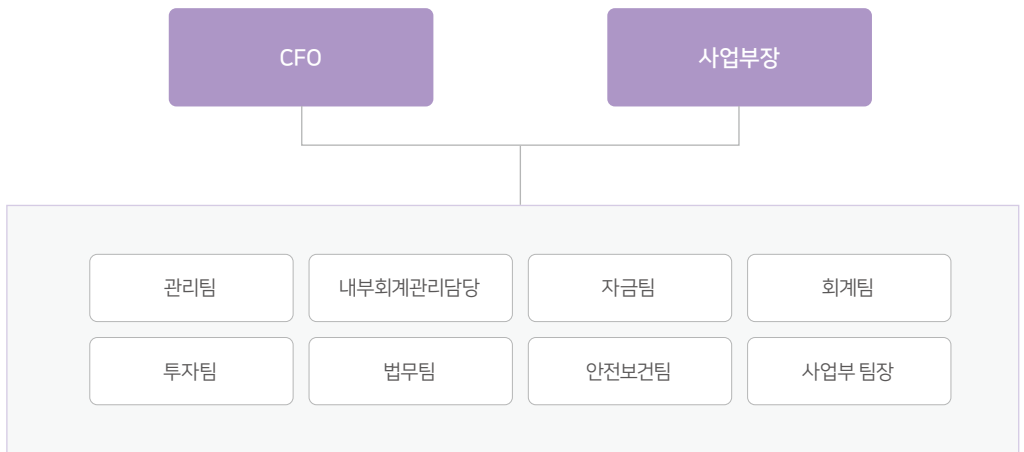 CFO
사업부장
관리팀
내부회계관리담당
자금팀
회계팀
투자팀
법무팀
안전보건팀
사업부 팀장